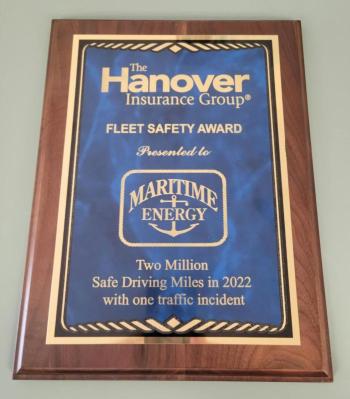 The
Hanover
Insurance Group®
FLEET SAFETY AWARD
Presented to
MARITIME
ENERGY
Two Million
Safe Driving Miles in 2022
with one traffic incident